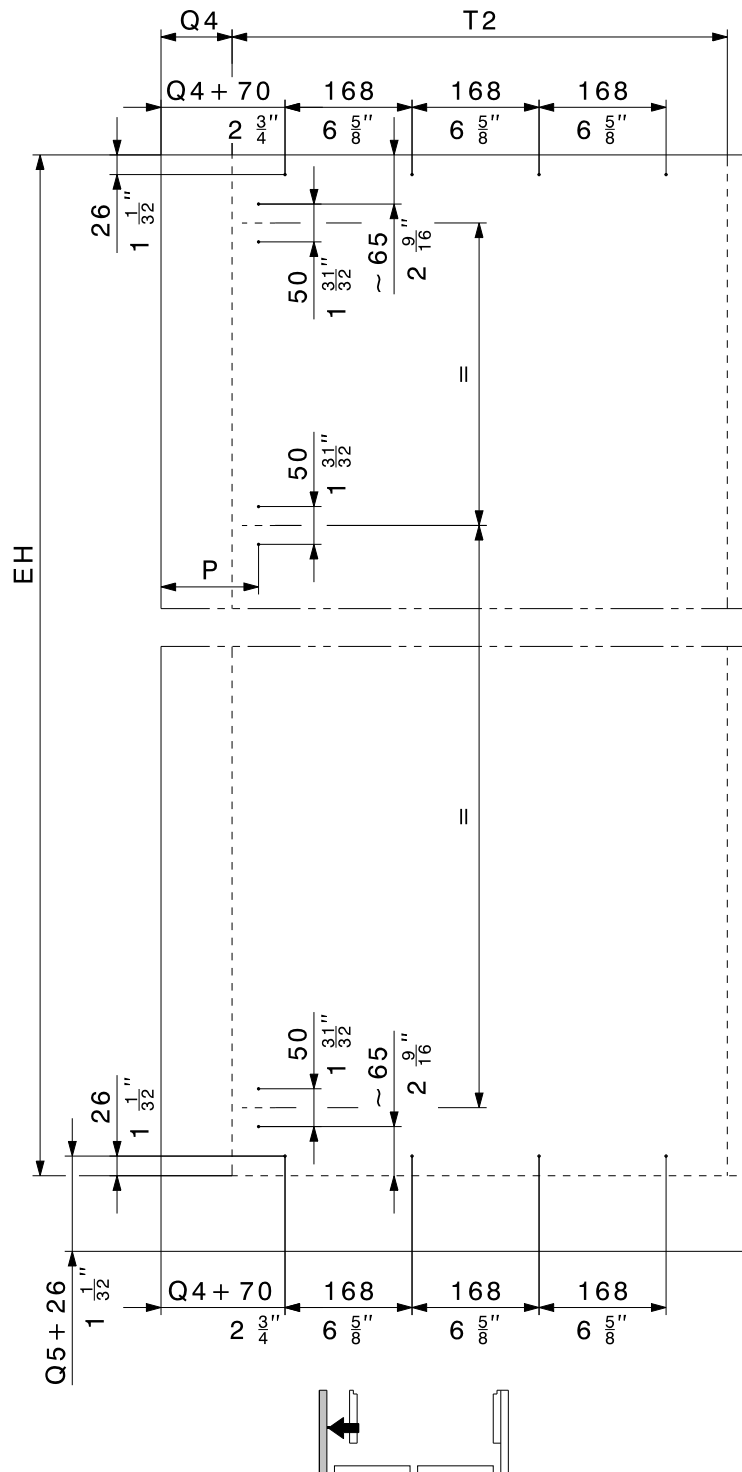 Q4 T2
Q4+70 168 168 168
2 3/4" 6 5/8" 6 5/8" 6 5/8"
26
1 1/32"
50
1 31/32"
~65
2 9/16"
=
50
1 31/32"
EH
P
=
50
1 31/32"
~65
2 9/16"
26
1 1/32"
Q5+26
1 1/32"
Q4+70 168 168 168
2 3/4" 6 5/8" 6 5/8" 6 5/8"